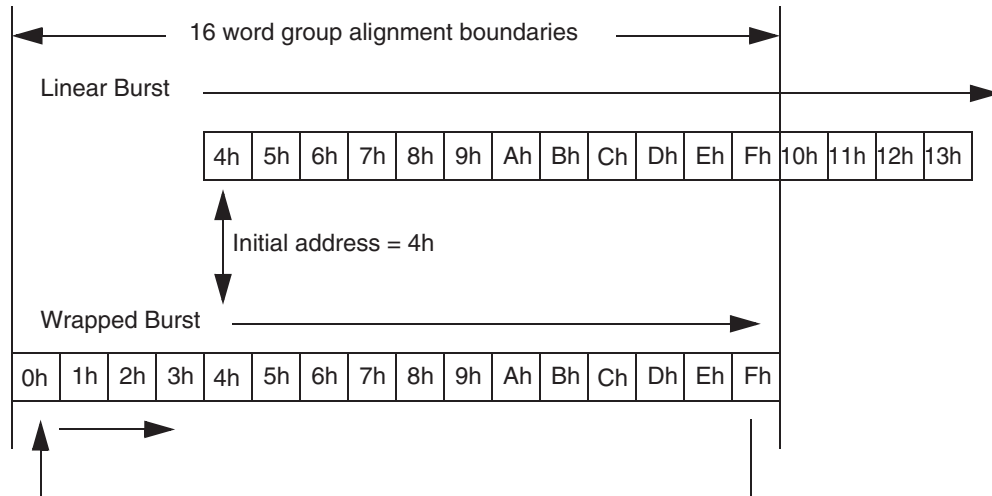 16 word group alignment boundaries
Linear Burst
4h 5h 6h 7h 8h 9h Ah Bh Ch Dh Eh Fh 10h 11h 12h 13h
Initial address = 4h
Wrapped Burst
0h 1h 2h 3h 4h 5h 6h 7h 8h 9h Ah Bh Ch Dh Eh Fh